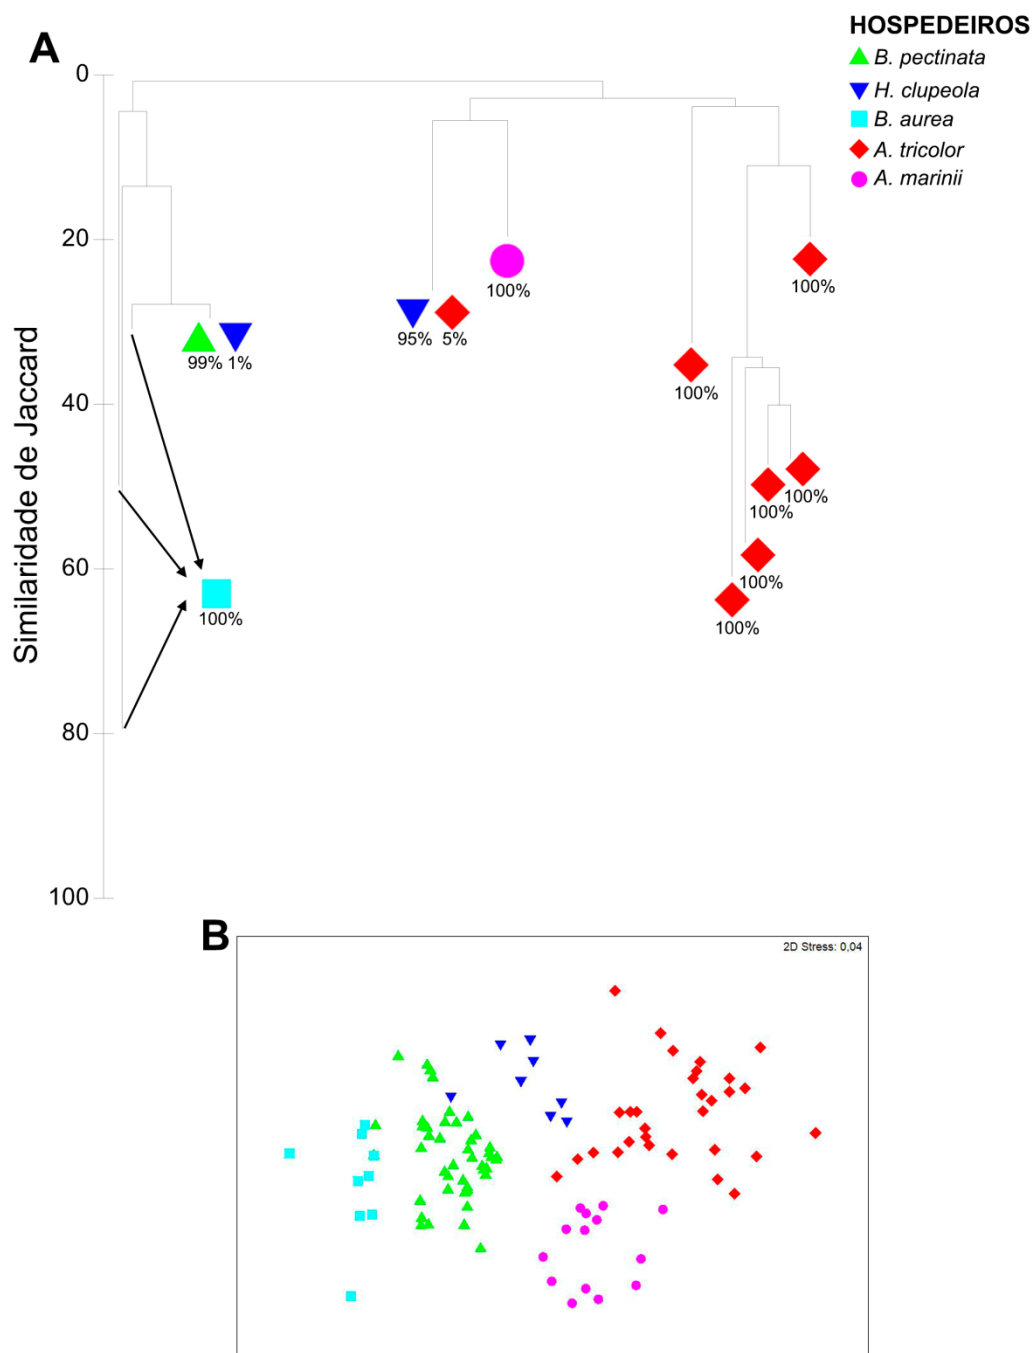 A
HOSPEDEIROS
B. pectinata
H. clupeola
B. aurea
A. tricolor
A. marinii
Similaridade de Jaccard
0
20
40
60
80
100
100%
100%
99% 1%
95% 5%
100%
100% 100%
100%
100%
100%
B
2D Stress: 0,04